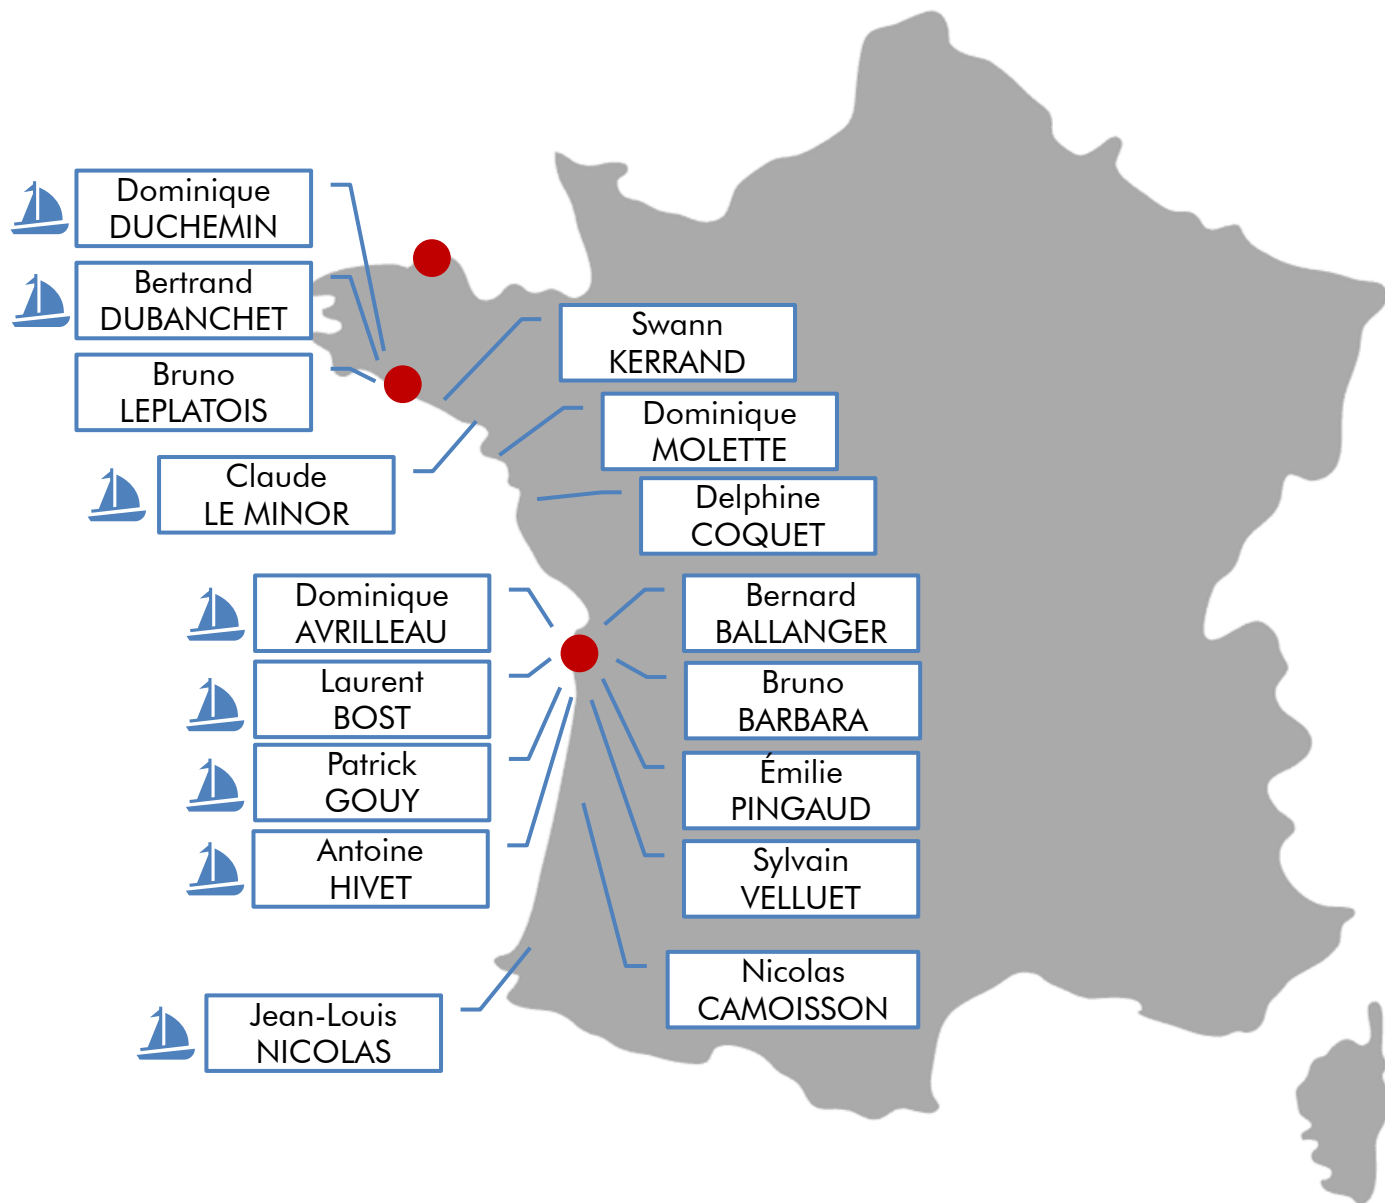 Dominique
DUCHEMIN
Bertrand
DUBANCHET
Bruno
LEPLATOIS
Swann
KERRAND
Dominique
MOLETTE
Claude
LE MINOR
Delphine
COQUET
Dominique
AVRILLEAU
Laurent
BOST
Patrick
GOUY
Antoine
HIVET
Bernard
BALLANGER
Bruno
BARBARA
Émilie
PINGAUD
Sylvain
VELLUET
Nicolas
CAMOISSON
Jean-Louis
NICOLAS